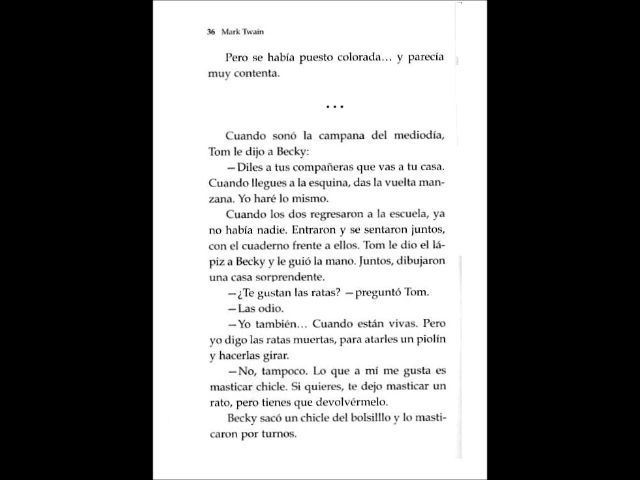 36 Mark Twain
Pero se había puesto colorada... y parecía
muy contenta.
...
Cuando sonó la campana del mediodía,
Tom le dijo a Becky:
—Diles a tus compañeras que vas a tu casa.
Cuando llegues a la esquina, das la vuelta man-
zana. Yo haré lo mismo.
Cuando los dos regresaron a la escuela, ya
no había nadie. Entraron y se sentaron juntos,
con el cuaderno frente a ellos. Tom le dio el lá-
piz a Becky y le guió la mano. Juntos, dibujaron
una casa sorprendente.
—¿Te gustan las ratas? —preguntó Tom.
—Las odio.
—Yo también... Cuando están vivas. Pero
yo digo las ratas muertas, para atarles un piolín
y hacerlas girar.
—No, tampoco. Lo que a mí me gusta es
masticar chicle. Si quieres, te dejo masticar un
rato, pero tienes que devolvérmelo.
Becky sacó un chicle del bolsilllo y lo masti-
caron por turnos.